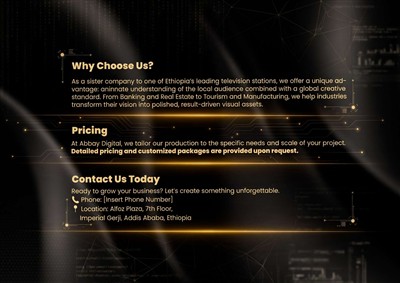 Why Choose Us?
As a sister company to one of Ethiopia's leading television stations, we offer a unique ad-
vantage: oninnate understanding of the local audience combined with a global creative
standard. From Banking and Real Estate to Tourism and Manufacturing, we help industries
transform their vision into polished, result-driven visual assets.
Pricing
At Abbay Digital, we tailor our production to the specific needs and scale of your project.
Detailed pricing and customized packages are provided upon request.
Contact Us Today
Ready to grow your business? Let's create something unforgettable.
Phone: [Insert Phone Number]
Location: Alfoz Plaza, 7th Floor,
Imperial Gerji, Addis Ababa, Ethiopia